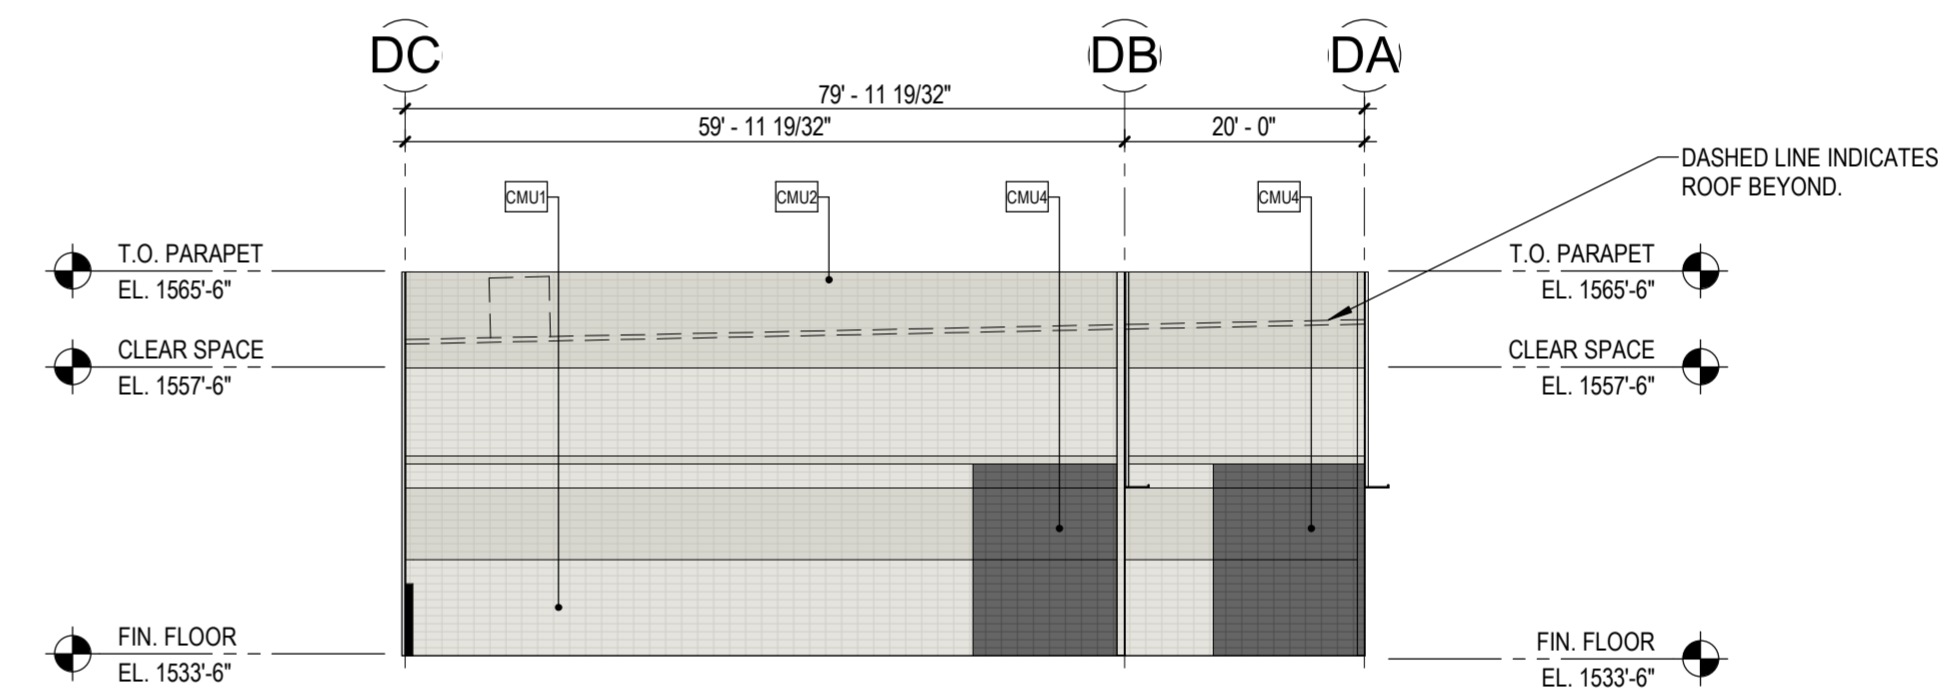 DC
DB
DA
79' - 11 19/32"
59' - 11 19/32"
20' - 0"
DASHED LINE INDICATES
ROOF BEYOND.
CMU1
CMU2
CMU4
CMU4
T.O. PARAPET
EL. 1565'-6"
T.O. PARAPET
EL. 1565'-6"
CLEAR SPACE
EL. 1557'-6"
CLEAR SPACE
EL. 1557'-6"
FIN. FLOOR
EL. 1533'-6"
FIN. FLOOR
EL. 1533'-6"